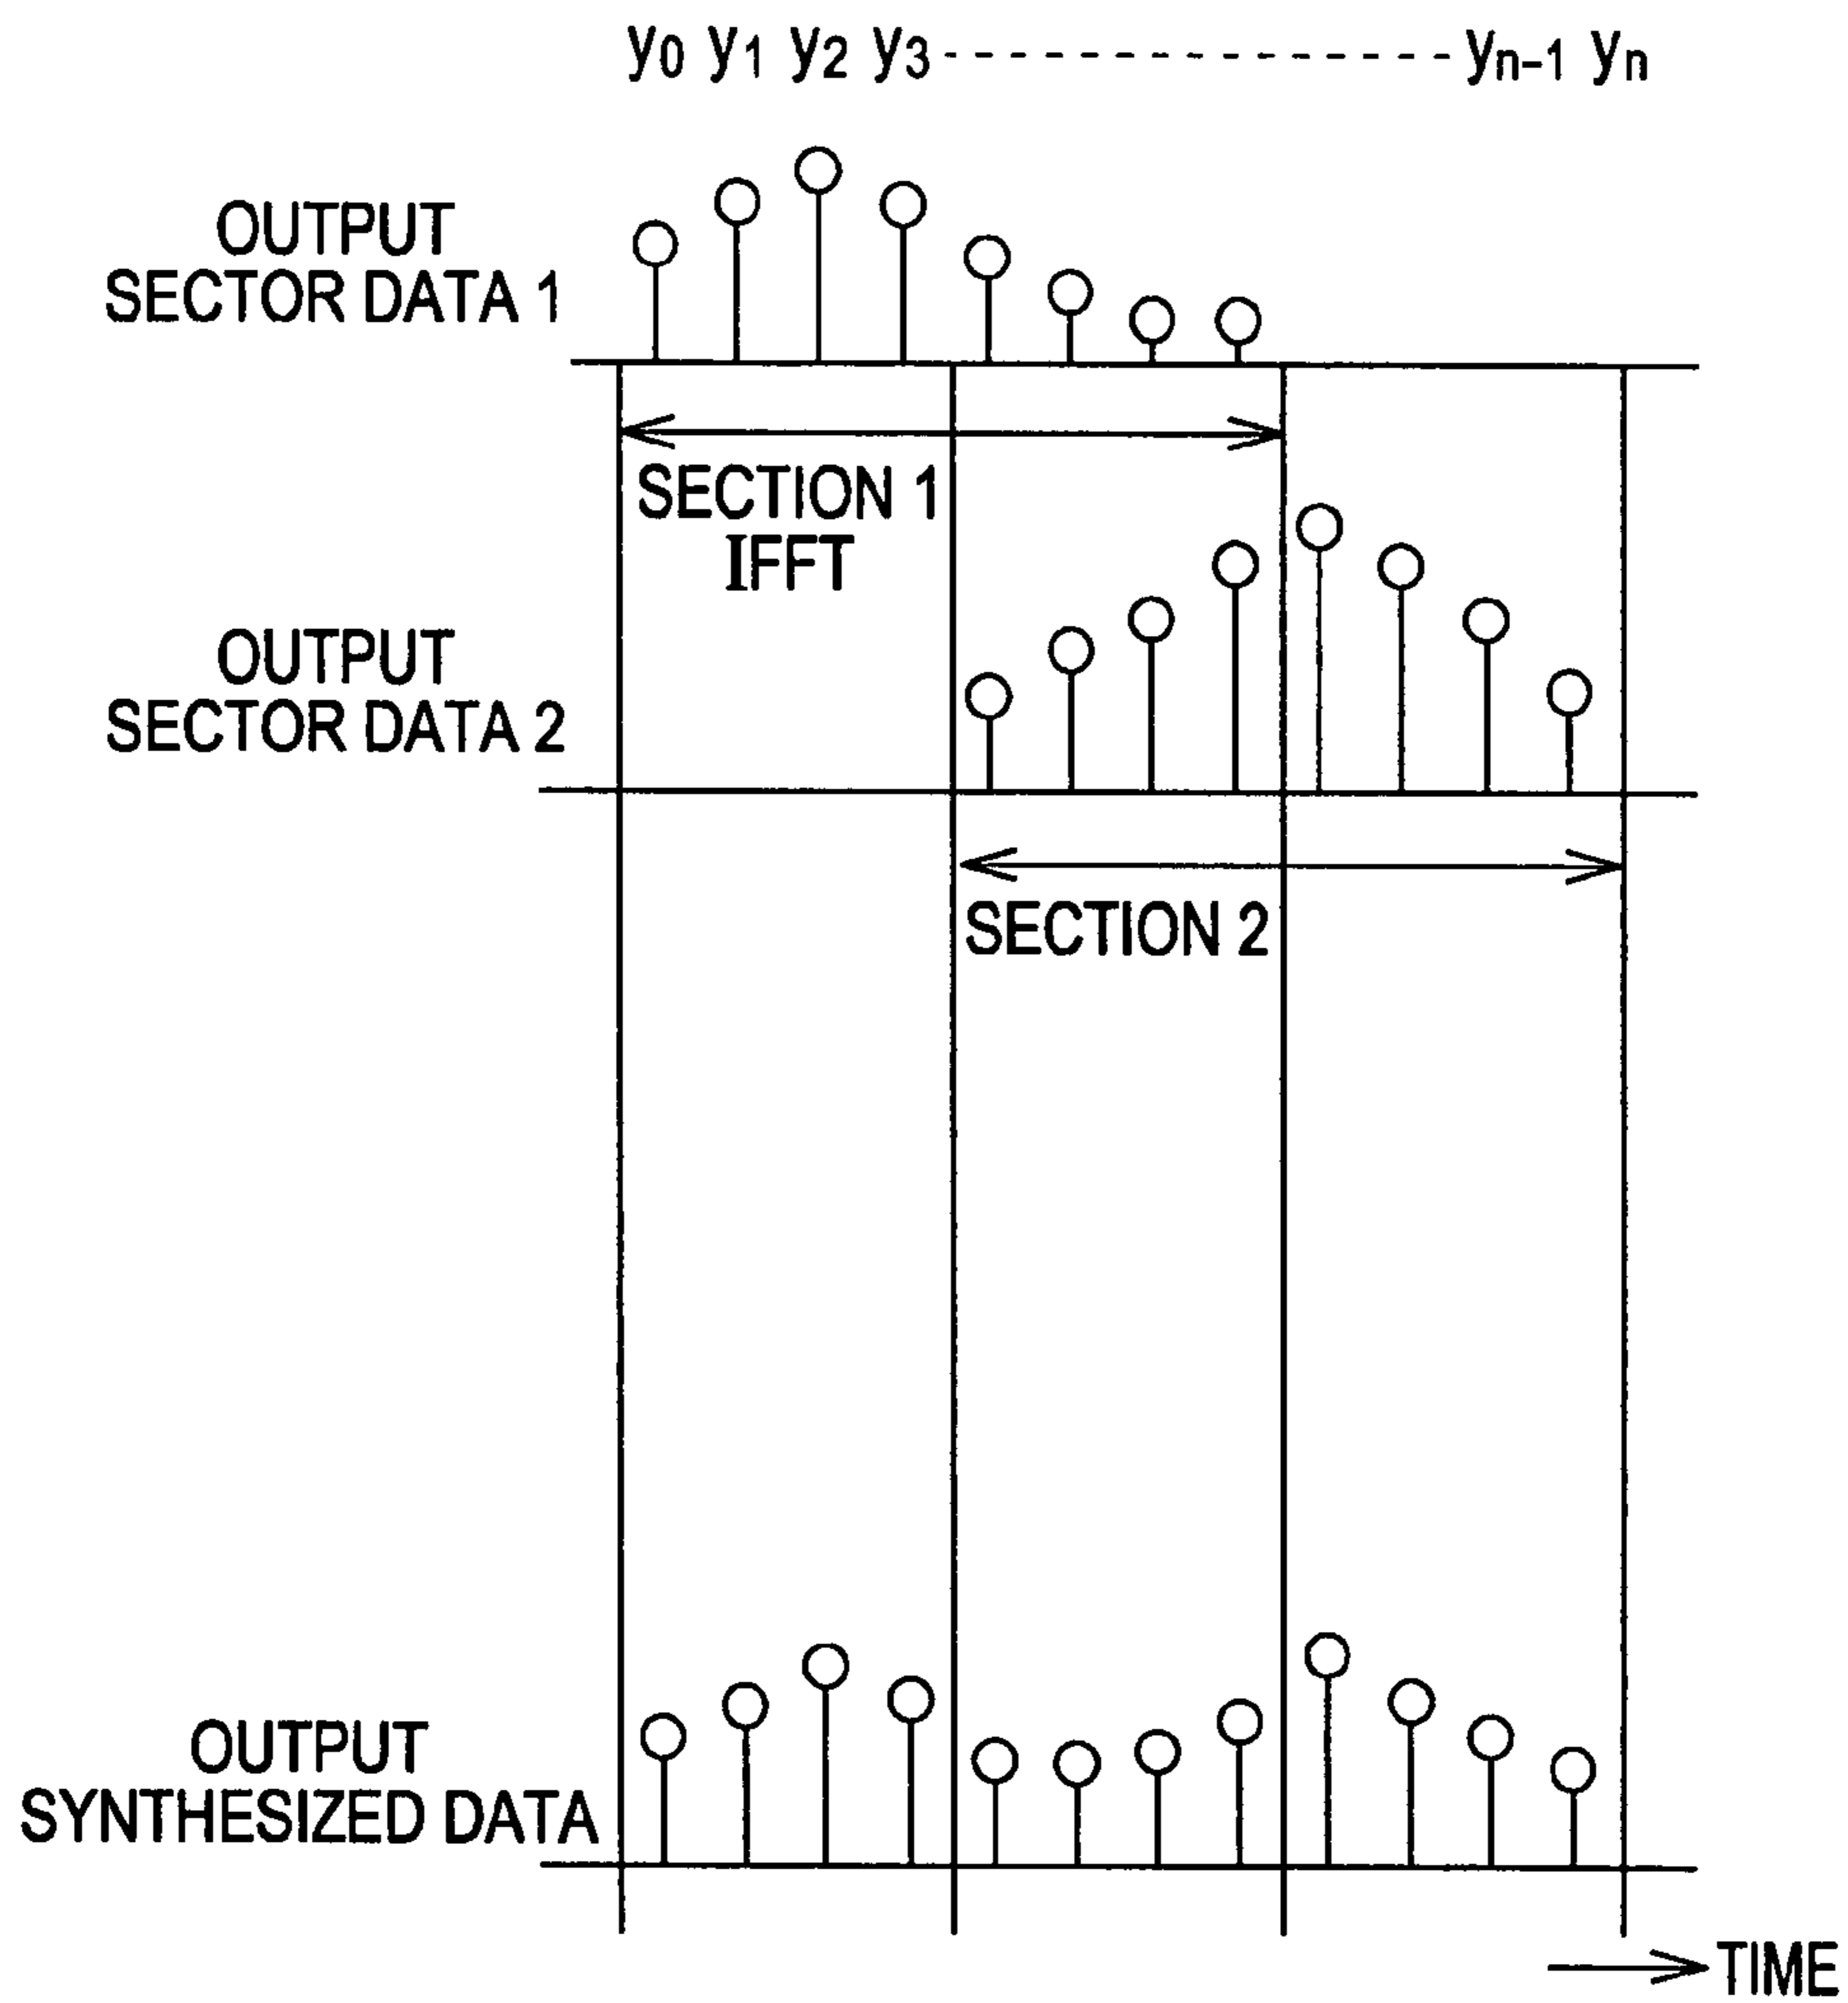 y0 y1 y2 y3 --------------- yn-1 yn
OUTPUT
SECTOR DATA 1
SECTION 1
IFFT
OUTPUT
SECTOR DATA 2
SECTION 2
OUTPUT
SYNTHESIZED DATA
TIME